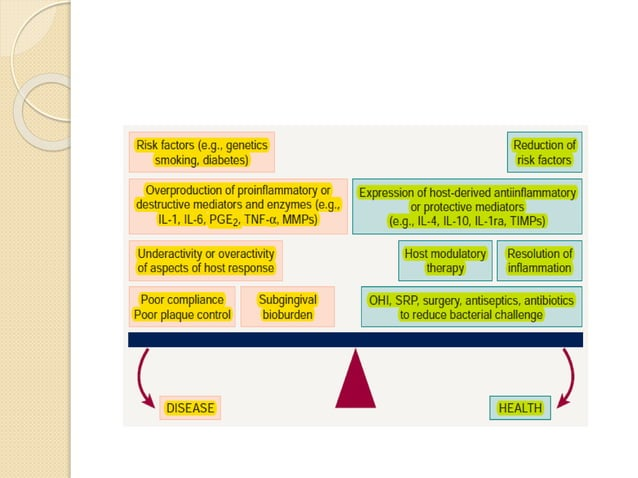 Risk factors (e.g., genetics
smoking, diabetes)
Reduction of
risk factors
Overproduction of proinflammatory or
destructive mediators and enzymes (e.g.,
IL-1, IL-6, PGE2, TNF-α, MMPs)
Expression of host-derived antiinflammatory
or protective mediators
(e.g., IL-4, IL-10, IL-1ra, TIMPs)
Underactivity or overactivity
of aspects of host response
Host modulatory
therapy
Resolution of
inflammation
Poor compliance
Poor plaque control
Subgingival
bioburden
OHI, SRP, surgery, antiseptics, antibiotics
to reduce bacterial challenge
DISEASE
HEALTH